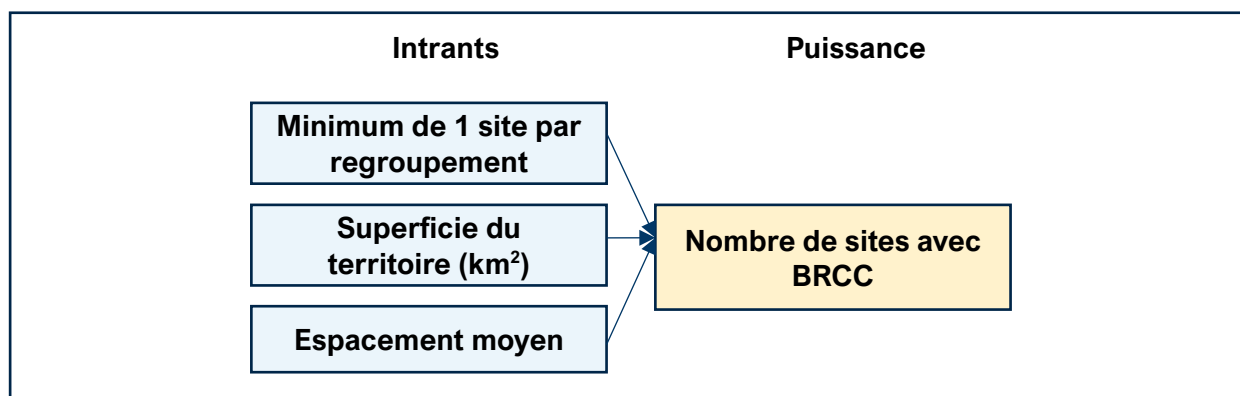 Intrants
Puissance
Minimum de 1 site par
regroupement
Superficie du
territoire (km²)
Espacement moyen
Nombre de sites avec
BRCC